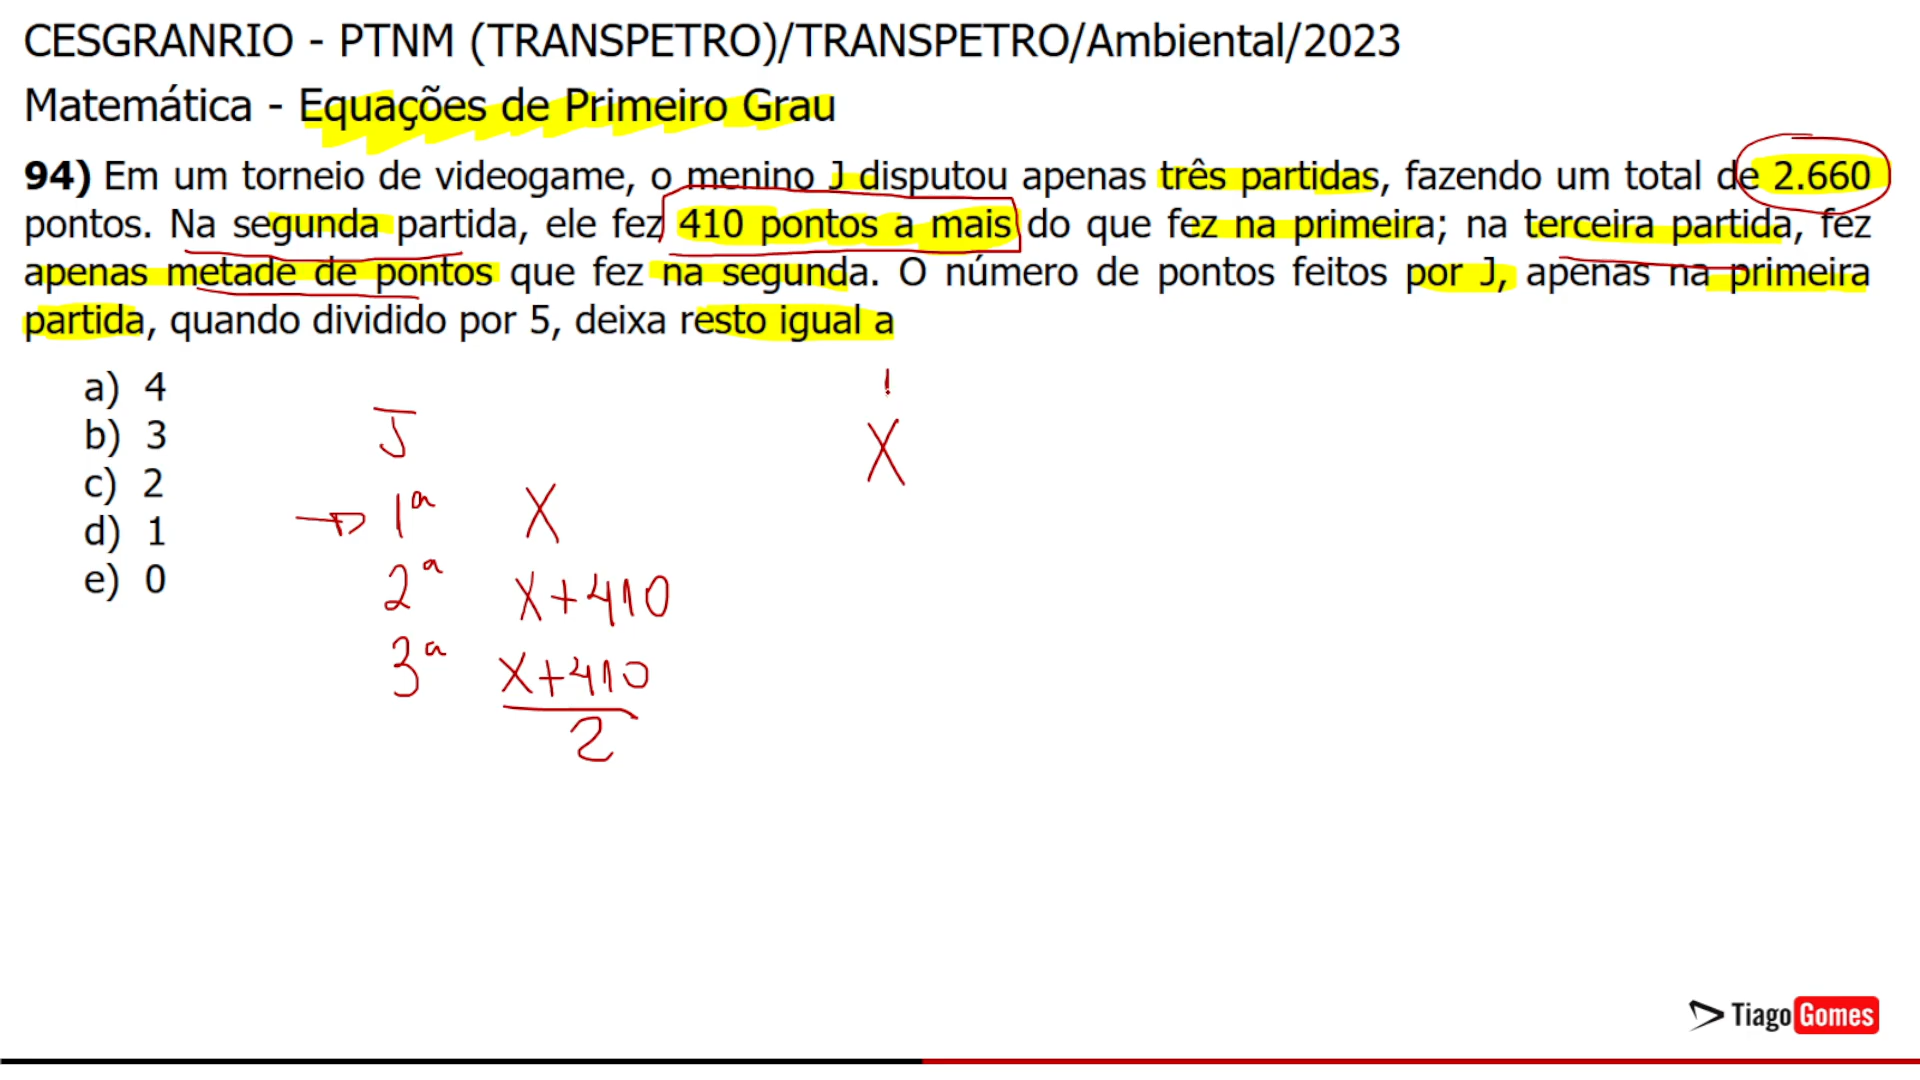 CESGRANRIO - PTNM (TRANSPETRO)/TRANSPETRO/Ambiental/2023
Matemática - Equações de Primeiro Grau
94) Em um torneio de videogame, o menino J disputou apenas três partidas, fazendo um total de 2.660
pontos. Na segunda partida, ele fez 410 pontos a mais do que fez na primeira; na terceira partida, fez
apenas metade de pontos que fez na segunda. O número de pontos feitos por J, apenas na primeira
partida, quando dividido por 5, deixa resto igual a
a) 4
b) 3
c) 2
d) 1
e) 0
J
1ª X
2ª X+410
3ª X+410
2
X
Tiago Gomes